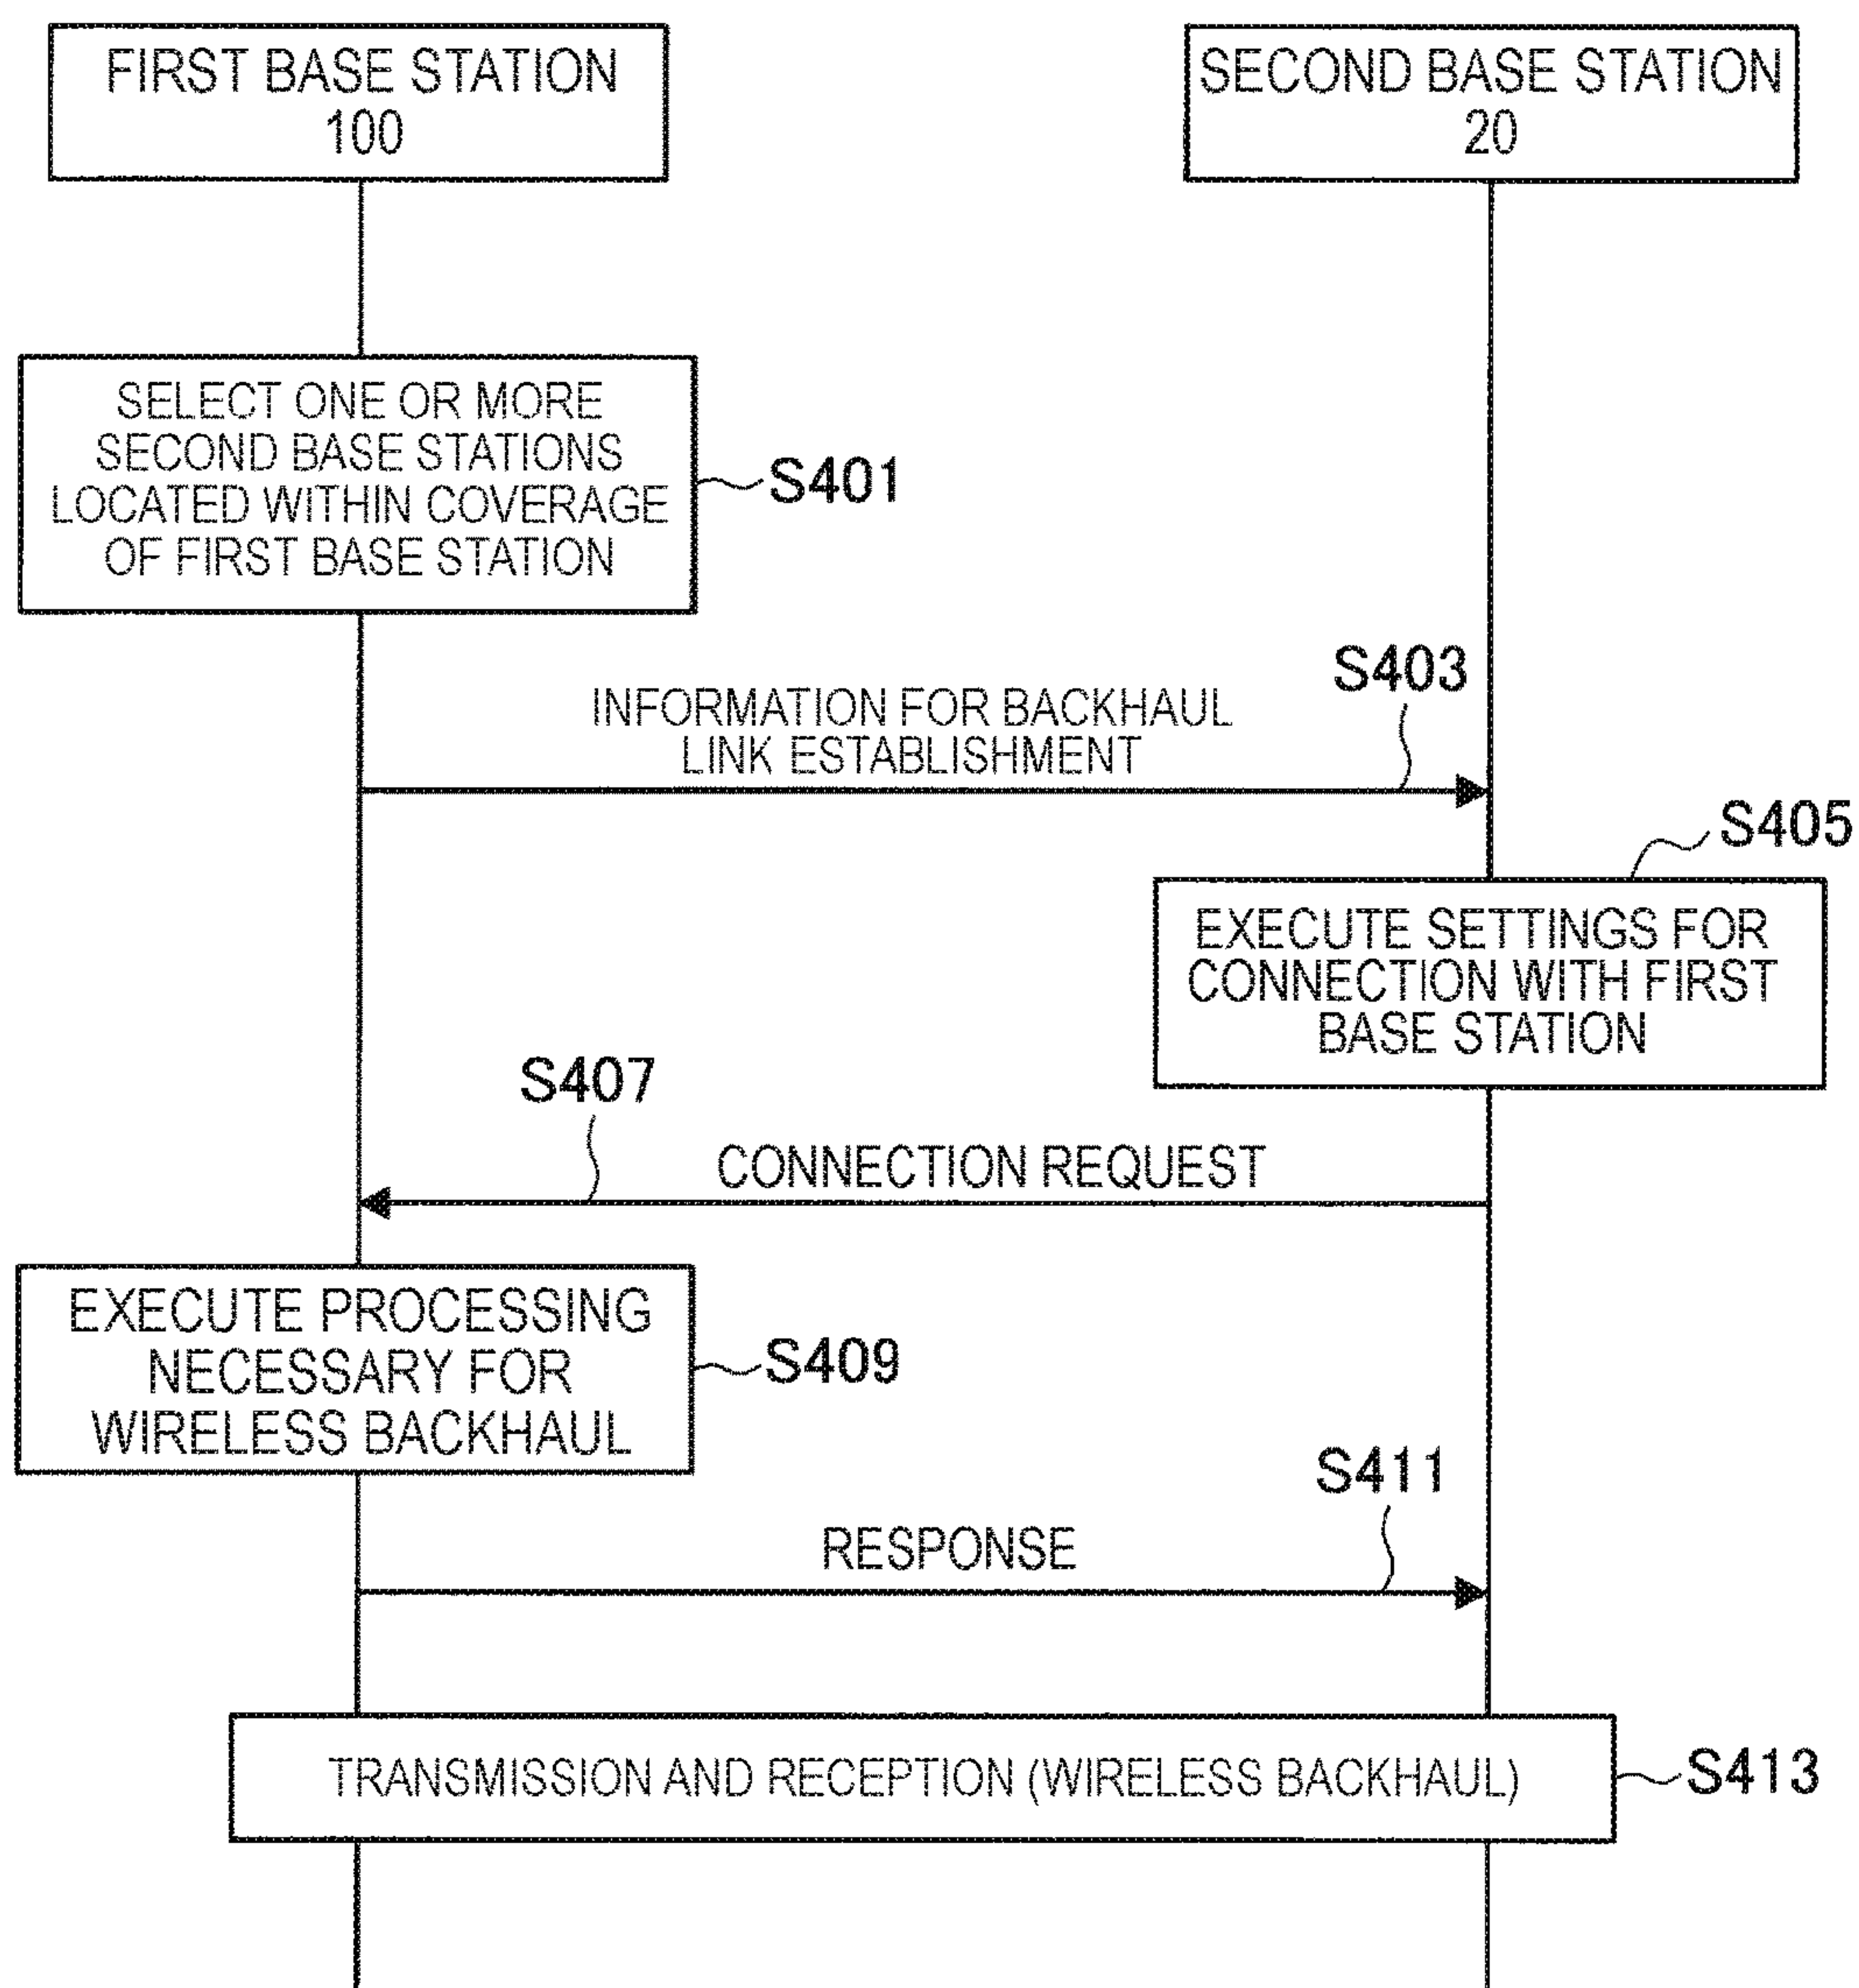 FIRST BASE STATION
100
SECOND BASE STATION
20
SELECT ONE OR MORE
SECOND BASE STATIONS
LOCATED WITHIN COVERAGE
OF FIRST BASE STATION
S401
S403
INFORMATION FOR BACKHAUL
LINK ESTABLISHMENT
S405
EXECUTE SETTINGS FOR
CONNECTION WITH FIRST
BASE STATION
S407
CONNECTION REQUEST
EXECUTE PROCESSING
NECESSARY FOR
WIRELESS BACKHAUL
S409
S411
RESPONSE
TRANSMISSION AND RECEPTION (WIRELESS BACKHAUL)
S413